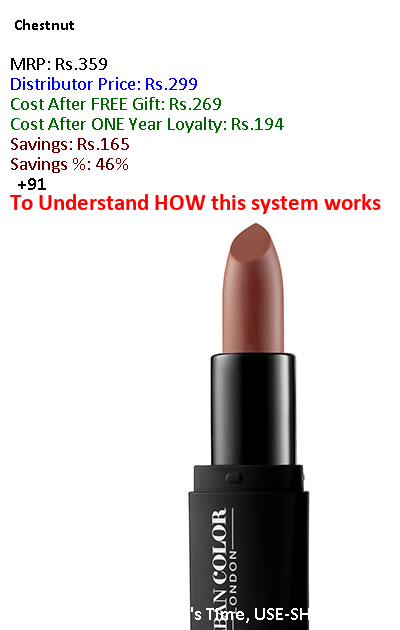 Chestnut
MRP: Rs.359
Distributor Price: Rs.299
Cost After FREE Gift: Rs.269
Cost After ONE Year Loyalty: Rs.194
Savings: Rs.165
Savings %: 46%
+91
To Understand HOW this system works
COLOR
LONDON
Time,